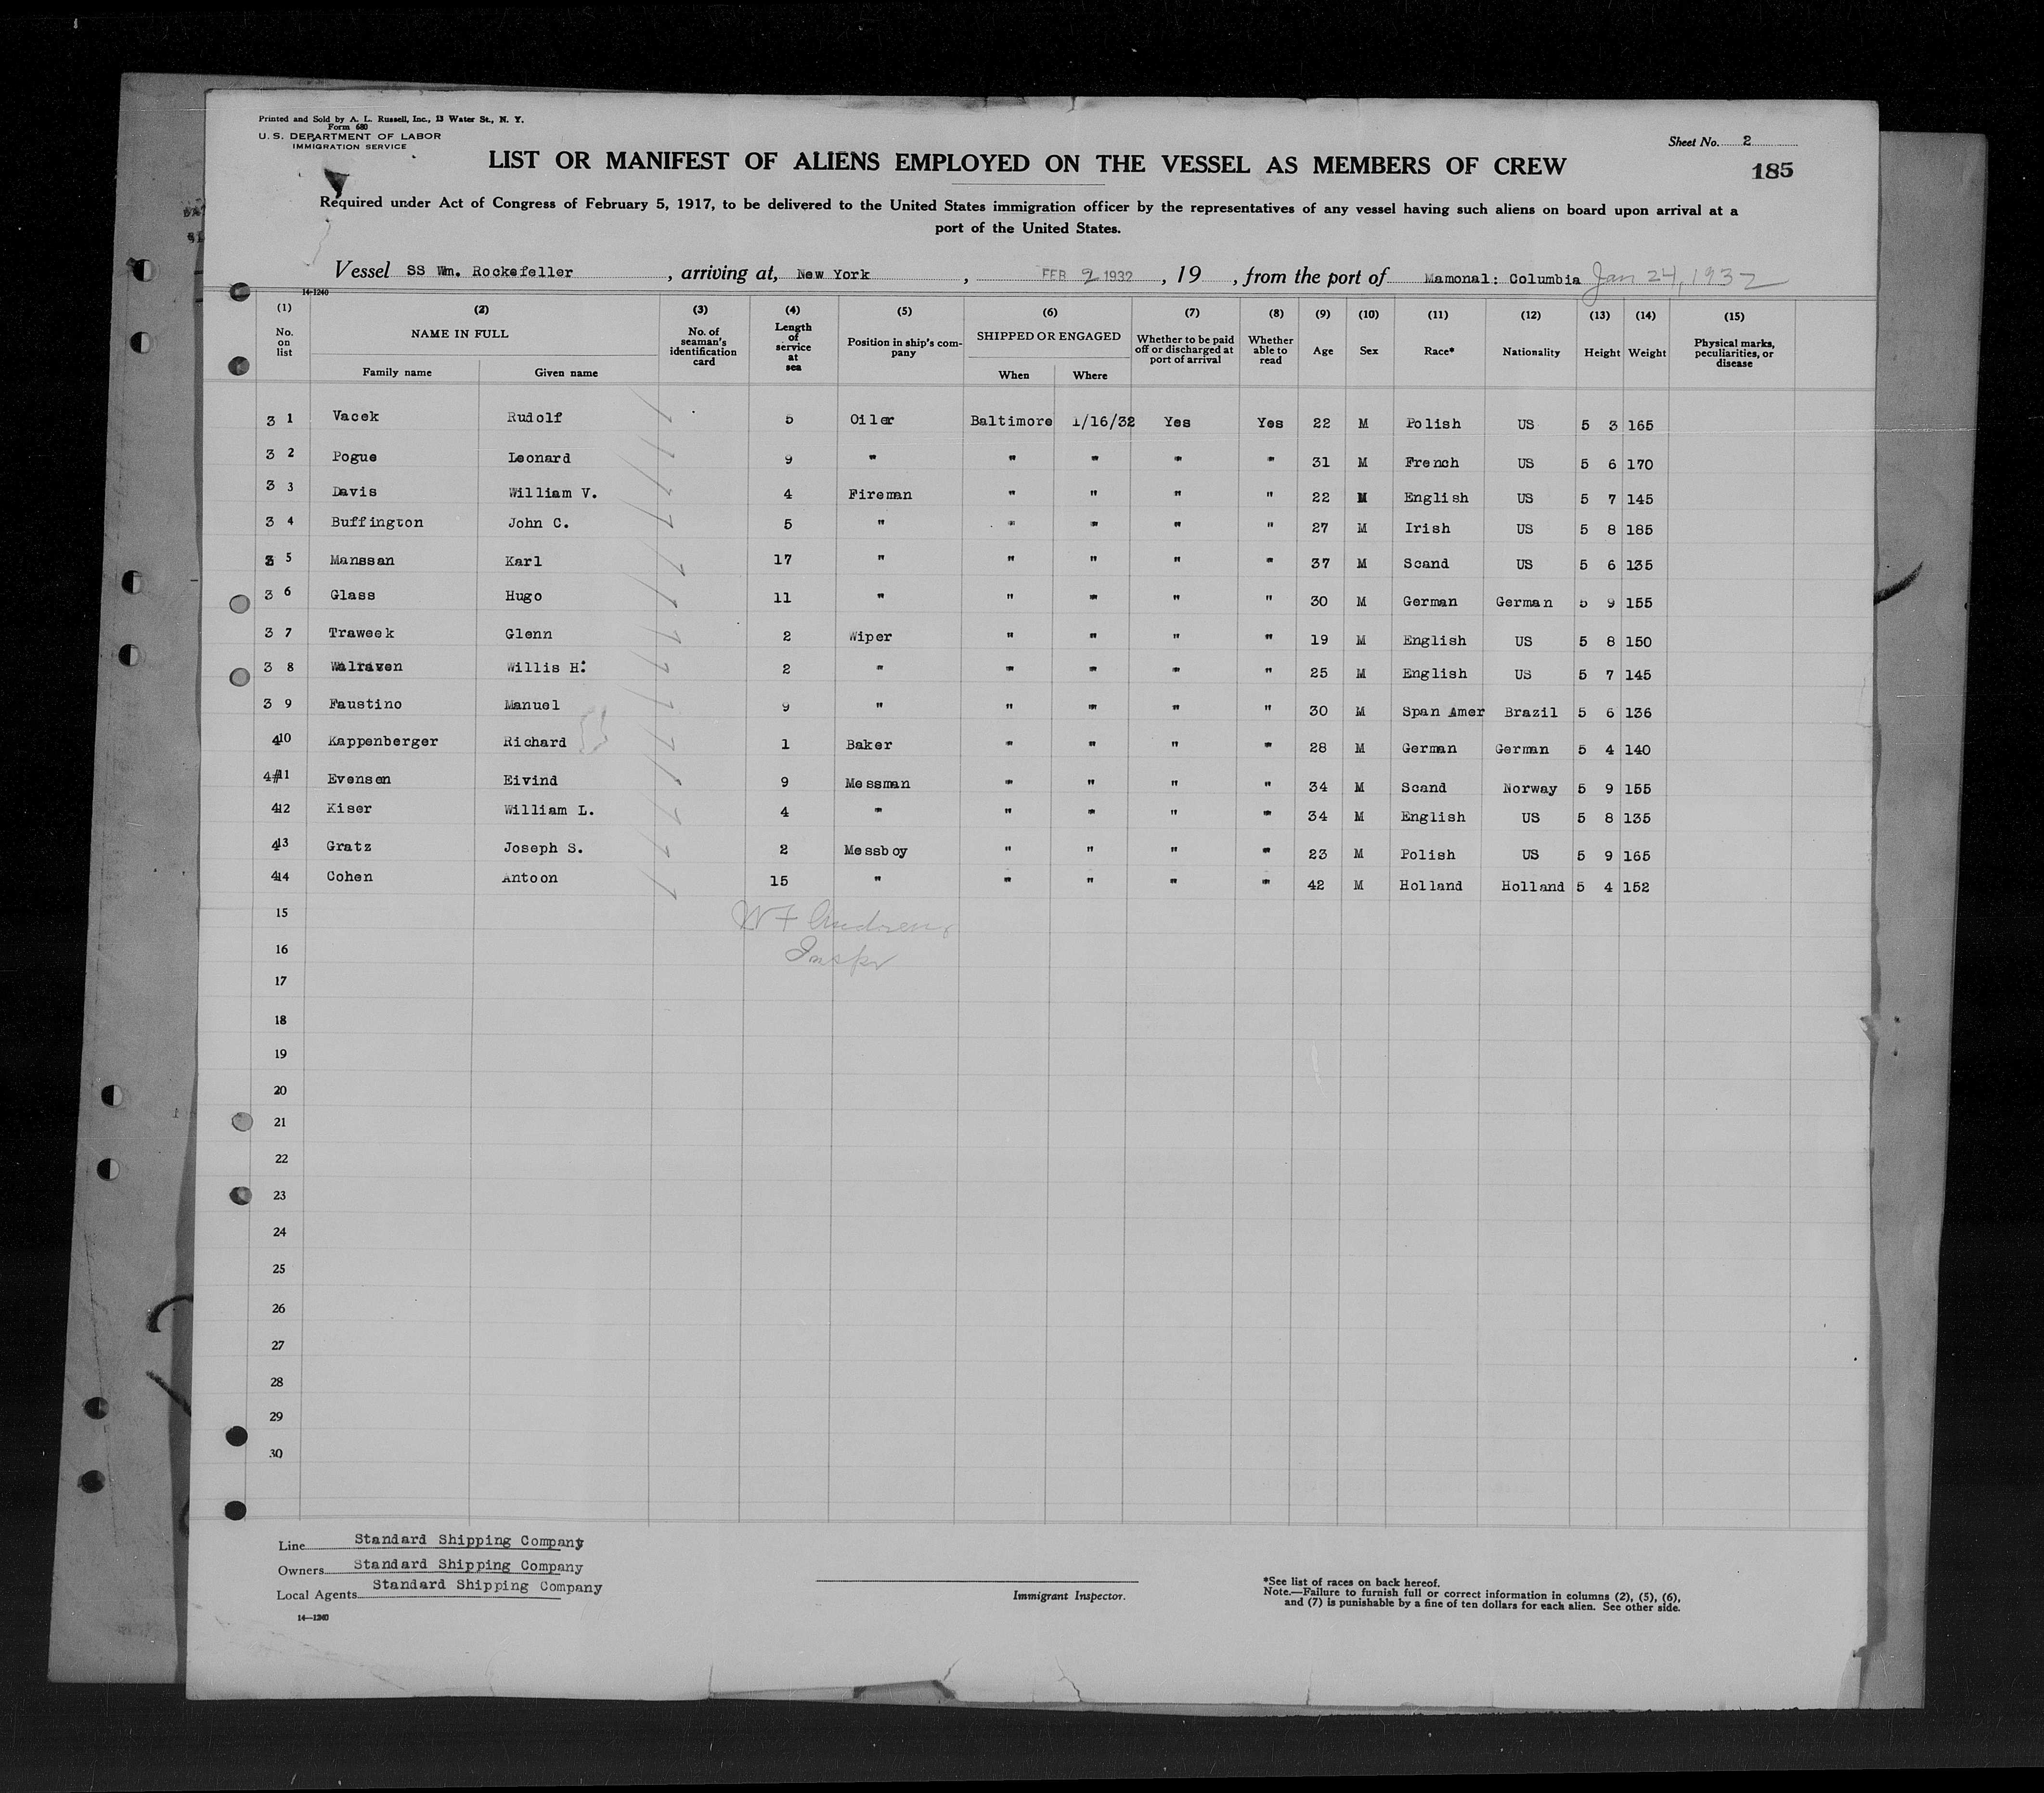 Printed and Sold by A. L. Russell, Inc., 13 Water St., N. Y.
Form 680
U. S. DEPARTMENT OF LABOR
IMMIGRATION SERVICE
Sheet No. 2
LIST OR MANIFEST OF ALIENS EMPLOYED ON THE VESSEL AS MEMBERS OF CREW
185
Required under Act of Congress of February 5, 1917, to be delivered to the United States immigration officer by the representatives of any vessel having such aliens on board upon arrival at a
port of the United States.
Vessel SS Wm. Rockefeller, arriving at, New York, FEB 2 1932, 19 , from the port of Mamonal: Columbia Jan 24, 1932
14-1240
(1) (2) (3) (4) (5) (6) (7) (8) (9) (10) (11) (12) (13) (14) (15)
No. on list NAME IN FULL No. of seaman's identification card Length of service at sea Position in ship's company SHIPPED OR ENGAGED Whether to be paid off or discharged at port of arrival Whether able to read Age Sex Race* Nationality Height Weight Physical marks, peculiarities, or disease
Family name Given name When Where
3 1 Vacek Rudolf 5 Oiler Baltimore 1/16/32 Yes Yes 22 M Polish US 5 3 165
3 2 Pogue Leonard 9 " " " " " 31 M French US 5 6 170
3 3 Davis William V. 4 Fireman " " " " 22 M English US 5 7 145
3 4 Buffington John C. 5 " " " " " 27 M Irish US 5 8 185
3 5 Manssan Karl 17 " " " " " 37 M Scand US 5 6 135
3 6 Glass Hugo 11 " " " " " 30 M German German 5 9 155
3 7 Traweek Glenn 2 Wiper " " " " 19 M English US 5 8 150
3 8 Walraven Willis H: 2 " " " " " 25 M English US 5 7 145
3 9 Faustino Manuel 9 " " " " " 30 M Span Amer Brazil 5 6 136
410 Kappenberger Richard 1 Baker " " " " 28 M German German 5 4 140
4#11 Evensen Eivind 9 Messman " " " " 34 M Scand Norway 5 9 155
412 Kiser William L. 4 " " " " " 34 M English US 5 8 135
413 Gratz Joseph S. 2 Messboy " " " " 23 M Polish US 5 9 165
414 Cohen Antoon 15 " " " " " 42 M Holland Holland 5 4 152
15 W F Andrews
16 Inspr
17
18
19
20
21
22
23
24
25
26
27
28
29
30
Line Standard Shipping Company
Owners Standard Shipping Company
Local Agents Standard Shipping Company
14-1240
Immigrant Inspector.
*See list of races on back hereof.
Note.—Failure to furnish full or correct information in columns (2), (5), (6),
and (7) is punishable by a fine of ten dollars for each alien. See other side.